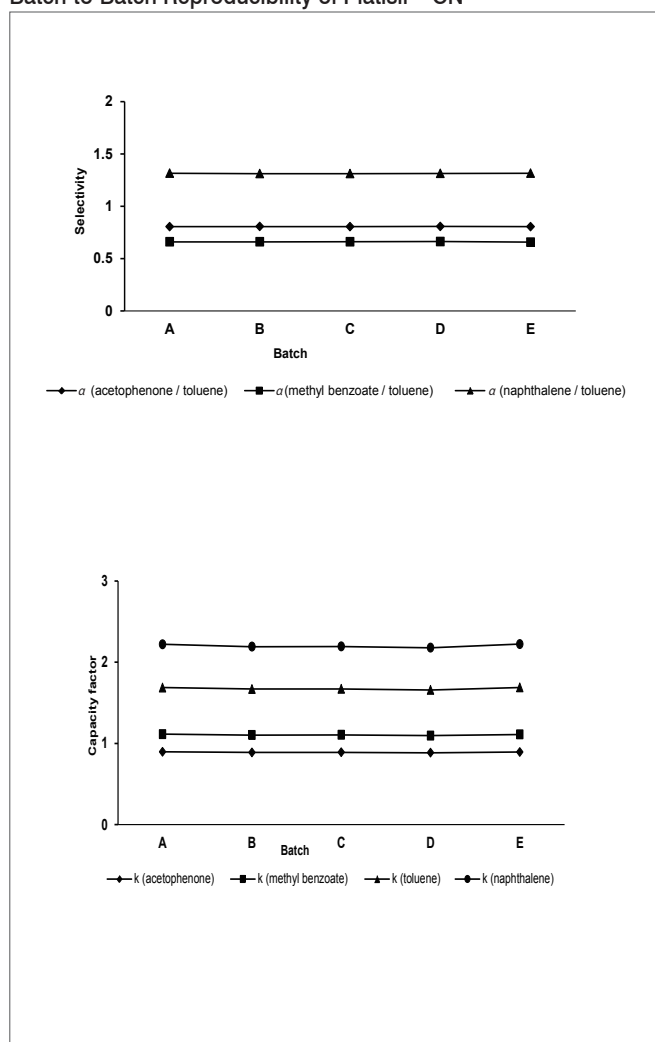 2
1.5
Selectivity
1
0.5
0
A B C D E
Batch
α (acetophenone / toluene) α(methyl benzoate / toluene) α (naphthalene / toluene)
3
2
Capacity factor
1
0
A B C D E
Batch
k (acetophenone) k (methyl benzoate) k (toluene) k (naphthalene)